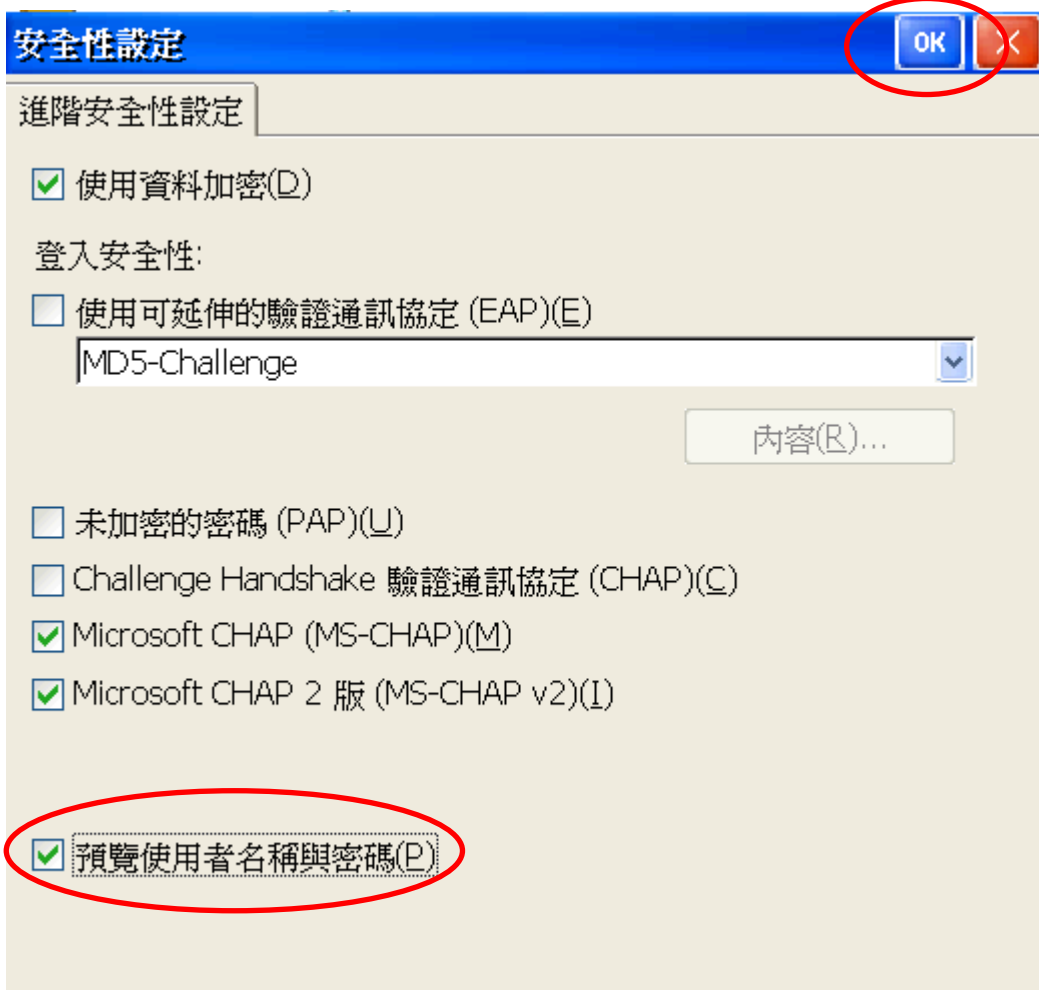 安全性設定
OK
進階安全性設定
使用資料加密(D)
登入安全性:
使用可延伸的驗證通訊協定 (EAP)(E)
MD5-Challenge
內容(R)...
未加密的密碼 (PAP)(U)
Challenge Handshake 驗證通訊協定 (CHAP)(C)
Microsoft CHAP (MS-CHAP)(M)
Microsoft CHAP 2 版 (MS-CHAP v2)(I)
預覽使用者名稱與密碼(P)